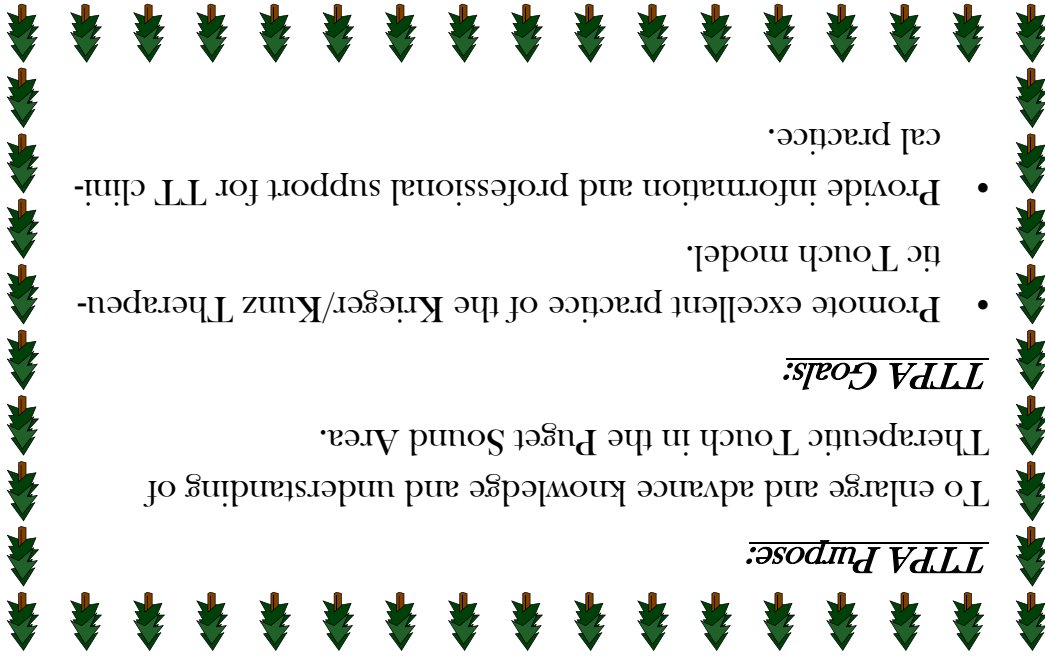 TTPA Purpose:
To enlarge and advance knowledge and understanding of
Therapeutic Touch in the Puget Sound Area.
TTPA Goals:
• Promote excellent practice of the Krieger/Kunz Therapeu-
tic Touch model.
• Provide information and professional support for TT clini-
cal practice.